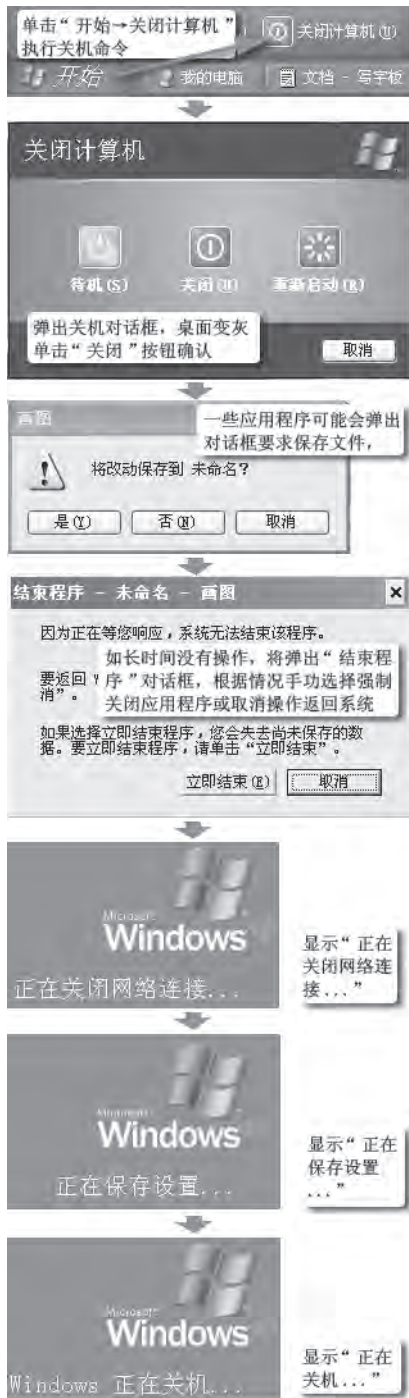 单击“开始→关闭计算机”
执行关机命令
关闭计算机(U)
开始
我的电脑
文档 - 写字板
关闭计算机
待机(S)
关闭(U)
重新启动(R)
弹出关机对话框，桌面变灰
单击“关闭”按钮确认
取消
画图
一些应用程序可能会弹出
对话框要求保存文件，
将改动保存到 未命名？
是(Y)
否(N)
取消
结束程序 - 未命名 - 画图
因为正在等您响应，系统无法结束该程序。
如长时间没有操作，将弹出“结束程
序”对话框，根据情况手功选择强制
关闭应用程序或取消操作返回系统
要返回
消”。
如果选择立即结束程序，您会失去尚未保存的数
据。要立即结束程序，请单击“立即结束”。
立即结束(E)
取消
Microsoft
Windows
正在关闭网络连接...
显示“正在
关闭网络连
接...”
Microsoft
Windows
正在保存设置...
显示“正在
保存设置
...”
Microsoft
Windows
Windows 正在关机...
显示“正在
关机...”